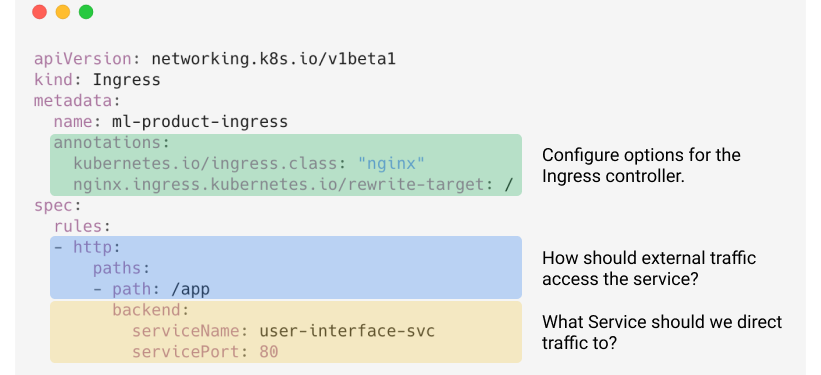 apiVersion: networking.k8s.io/v1beta1
kind: Ingress
metadata:
  name: ml-product-ingress
  annotations:
    kubernetes.io/ingress.class: "nginx"
    nginx.ingress.kubernetes.io/rewrite-target: /
Configure options for the
Ingress controller.
spec:
  rules:
  - http:
      paths:
      - path: /app
How should external traffic
access the service?
        backend:
          serviceName: user-interface-svc
          servicePort: 80
What Service should we direct
traffic to?